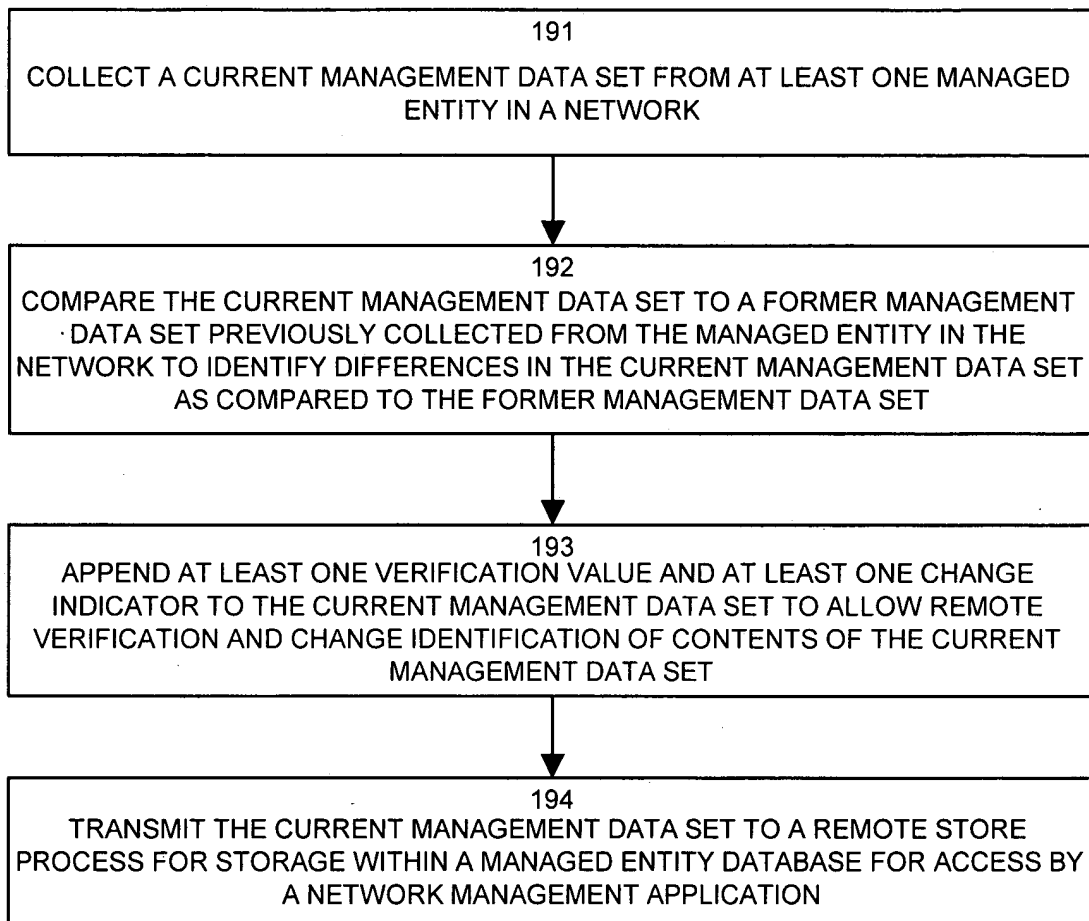 191
COLLECT A CURRENT MANAGEMENT DATA SET FROM AT LEAST ONE MANAGED
ENTITY IN A NETWORK
192
COMPARE THE CURRENT MANAGEMENT DATA SET TO A FORMER MANAGEMENT
DATA SET PREVIOUSLY COLLECTED FROM THE MANAGED ENTITY IN THE
NETWORK TO IDENTIFY DIFFERENCES IN THE CURRENT MANAGEMENT DATA SET
AS COMPARED TO THE FORMER MANAGEMENT DATA SET
193
APPEND AT LEAST ONE VERIFICATION VALUE AND AT LEAST ONE CHANGE
INDICATOR TO THE CURRENT MANAGEMENT DATA SET TO ALLOW REMOTE
VERIFICATION AND CHANGE IDENTIFICATION OF CONTENTS OF THE CURRENT
MANAGEMENT DATA SET
194
TRANSMIT THE CURRENT MANAGEMENT DATA SET TO A REMOTE STORE
PROCESS FOR STORAGE WITHIN A MANAGED ENTITY DATABASE FOR ACCESS BY
A NETWORK MANAGEMENT APPLICATION